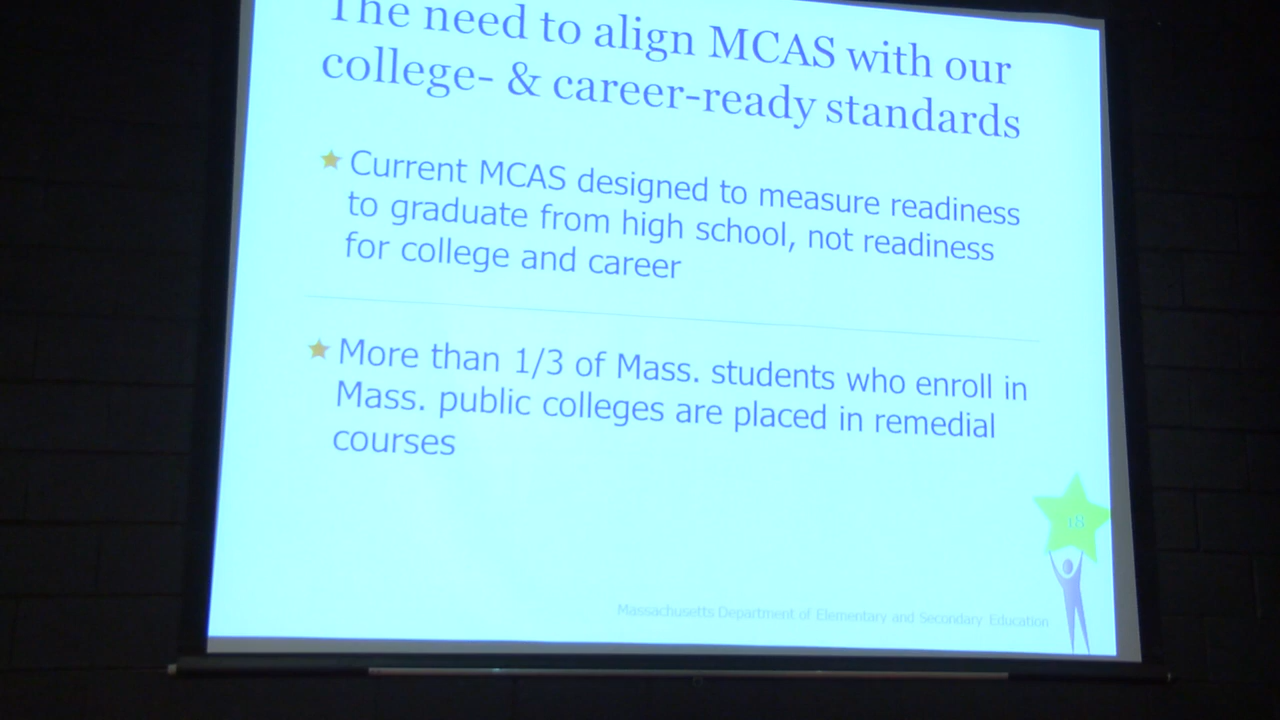 The need to align MCAS with our
college- & career-ready standards
Current MCAS designed to measure readiness
to graduate from high school, not readiness
for college and career
More than 1/3 of Mass. students who enroll in
Mass. public colleges are placed in remedial
courses
18
Massachusetts Department of Elementary and Secondary Education